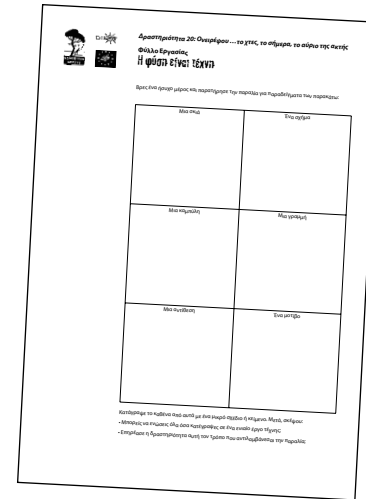 Δραστηριότητα 20: Ονειρέψου …το χτες, το σήμερα, το αύριο της ακτής
Φύλλο Εργασίας
Η φύση είναι τέχνη
Βρες ένα ήσυχο μέρος και παρατήρησε την παραλία για παραδείγματα του παρακάτω:
Μια σκιά
Ένα σχήμα
Μια καμπύλη
Μια γραμμή
Μια αντίθεση
Ένα μοτίβο
Κατάγραψε το καθένα από αυτά με ένα μικρό σχέδιο ή κείμενο. Μετά, σκέψου:
• Μπορείς να ενώσεις όλα όσα κατέγραψες σε ένα ενιαίο έργο τέχνης;
• Επηρέασε η δραστηριότητα αυτή τον τρόπο που αντιλαμβάνεσαι την παραλία;